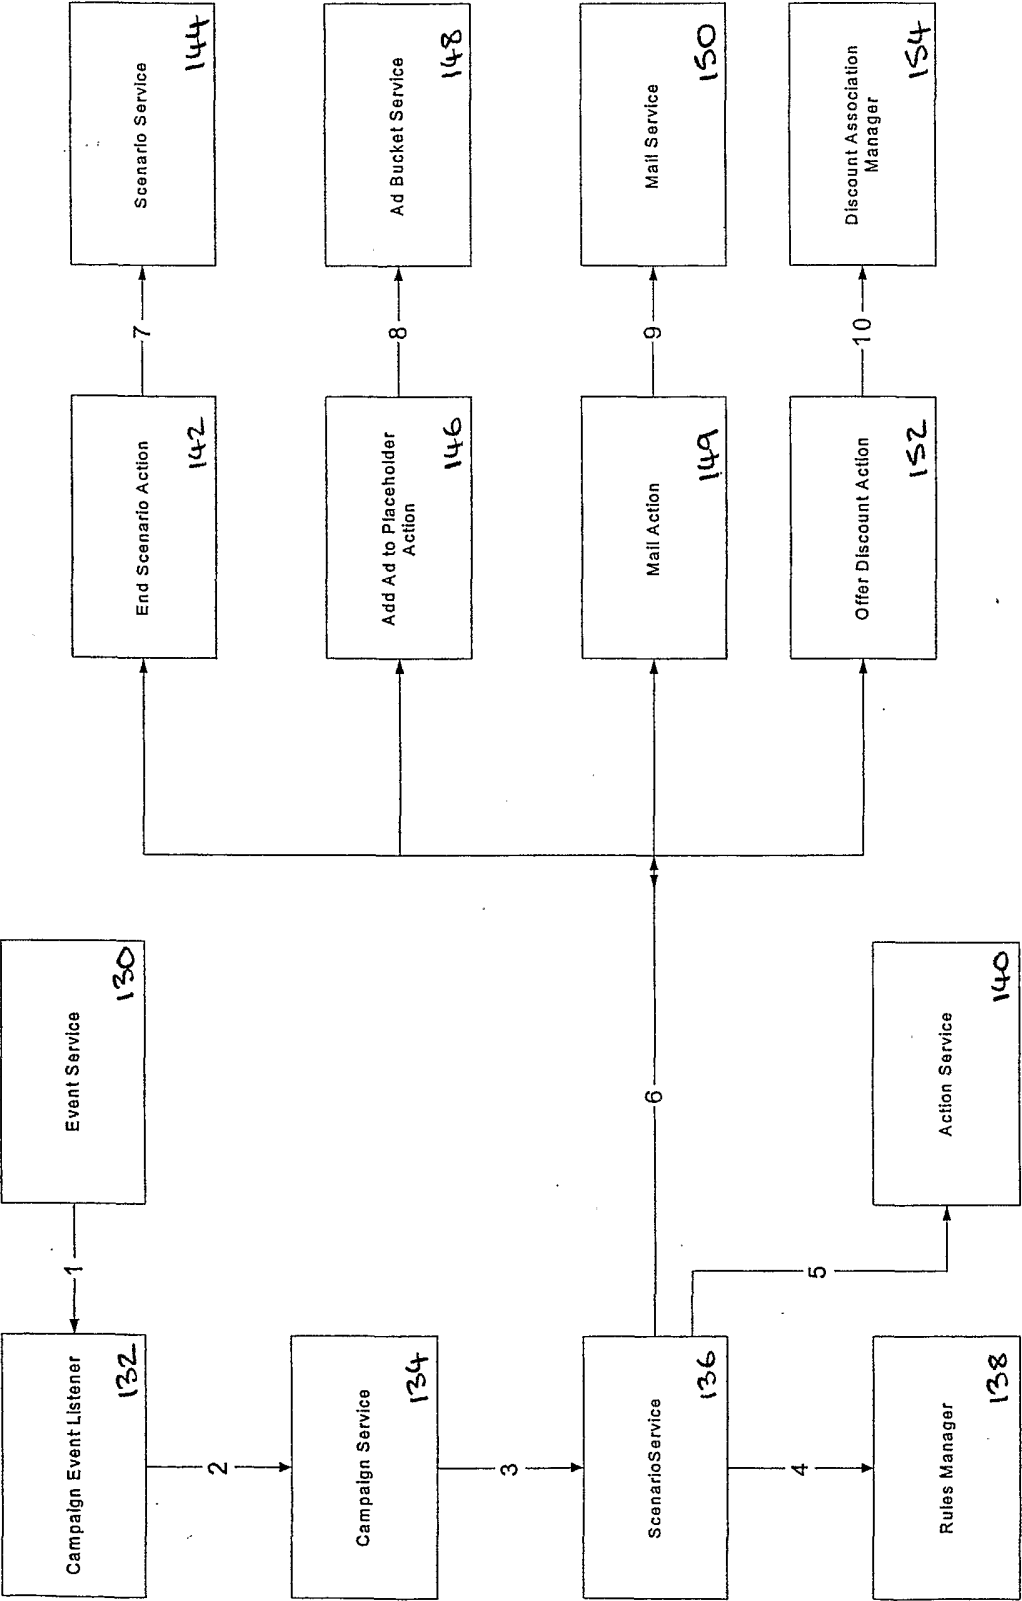 Campaign Event Listener
132
1
Event Service
130
2
Campaign Service
134
3
ScenarioService
136
4
Rules Manager
138
5
Action Service
140
6
End Scenario Action
142
7
Scenario Service
144
Add Ad to Placeholder
Action
146
8
Ad Bucket Service
148
Mail Action
149
9
Mail Service
150
Offer Discount Action
152
10
Discount Association
Manager
154